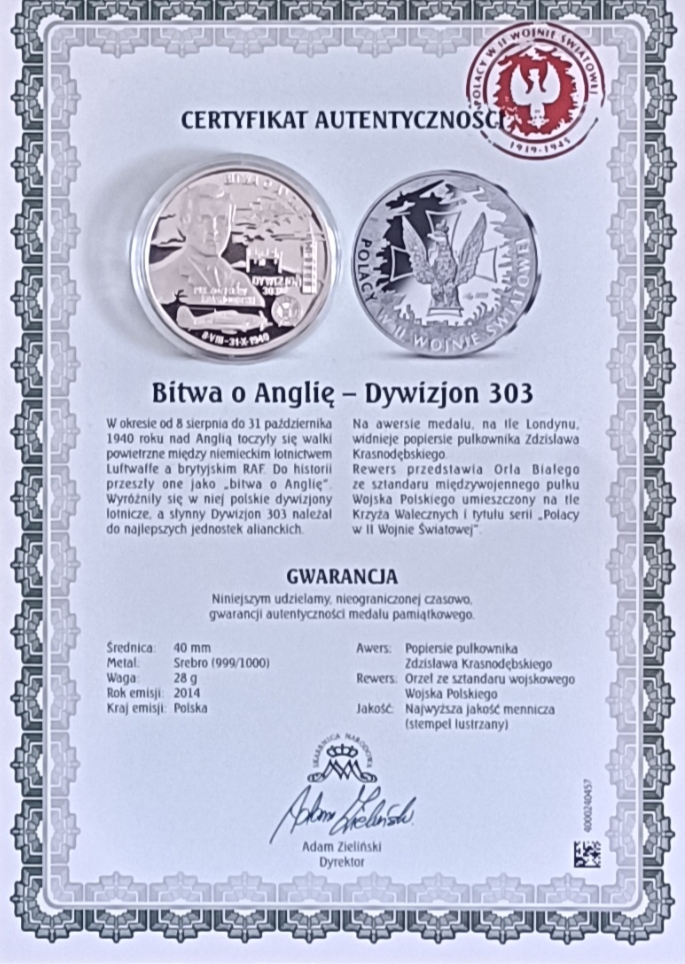 POLACY W II WOJNIE ŚWIATOWEJ
1939-1945
CERTYFIKAT AUTENTYCZNOŚCI
DYWIZJON
303
8·VIII-31·X·1940
POLACY W II WOJNIE ŚWIATOWEJ
Bitwa o Anglię – Dywizjon 303
W okresie od 8 sierpnia do 31 października
1940 roku nad Anglią toczyły się walki
powietrzne między niemieckim lotnictwem
Luftwaffe a brytyjskim RAF. Do historii
przeszły one jako „bitwa o Anglię”.
Wyróżniły się w niej polskie dywizjony
lotnicze, a słynny Dywizjon 303 należał
do najlepszych jednostek alianckich.
Na awersie medalu, na tle Londynu,
widnieje popiersie pułkownika Zdzisława
Krasnodębskiego.
Rewers przedstawia Orła Białego
ze sztandaru międzywojennego pułku
Wojska Polskiego umieszczony na tle
Krzyża Walecznych i tytułu serii „Polacy
w II Wojnie Światowej”.
GWARANCJA
Niniejszym udzielamy, nieograniczonej czasowo,
gwarancji autentyczności medalu pamiątkowego.
Średnica: 40 mm
Metal: Srebro (999/1000)
Waga: 28 g
Rok emisji: 2014
Kraj emisji: Polska
Awers: Popiersie pułkownika
Zdzisława Krasnodębskiego
Rewers: Orzeł ze sztandaru wojskowego
Wojska Polskiego
Jakość: Najwyższa jakość mennicza
(stempel lustrzany)
SKARBNICA NARODOWA
Adam Zieliński
Adam Zieliński
Dyrektor
4000240457